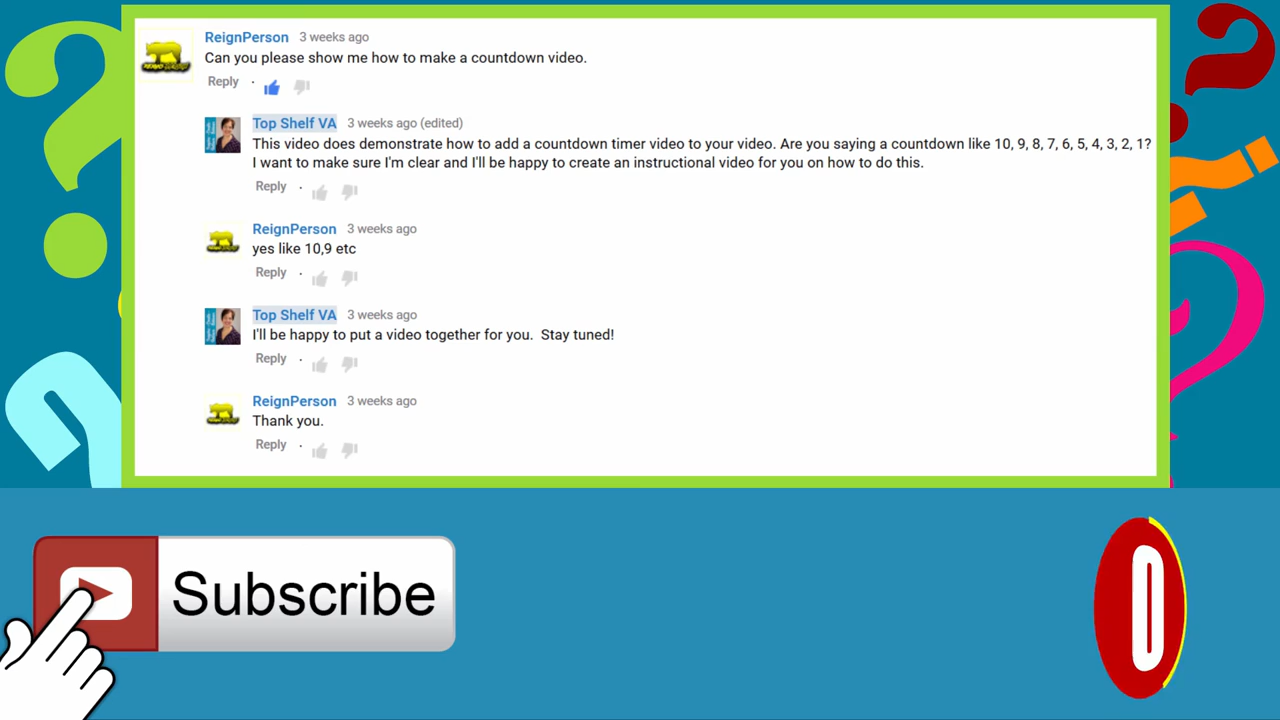 ReignPerson 3 weeks ago
Can you please show me how to make a countdown video.
Reply ·
Top Shelf VA 3 weeks ago (edited)
This video does demonstrate how to add a countdown timer video to your video. Are you saying a countdown like 10, 9, 8, 7, 6, 5, 4, 3, 2, 1?
I want to make sure I'm clear and I'll be happy to create an instructional video for you on how to do this.
Reply ·
ReignPerson 3 weeks ago
yes like 10,9 etc
Reply ·
Top Shelf VA 3 weeks ago
I'll be happy to put a video together for you.  Stay tuned!
Reply ·
ReignPerson 3 weeks ago
Thank you.
Reply ·
Subscribe
0